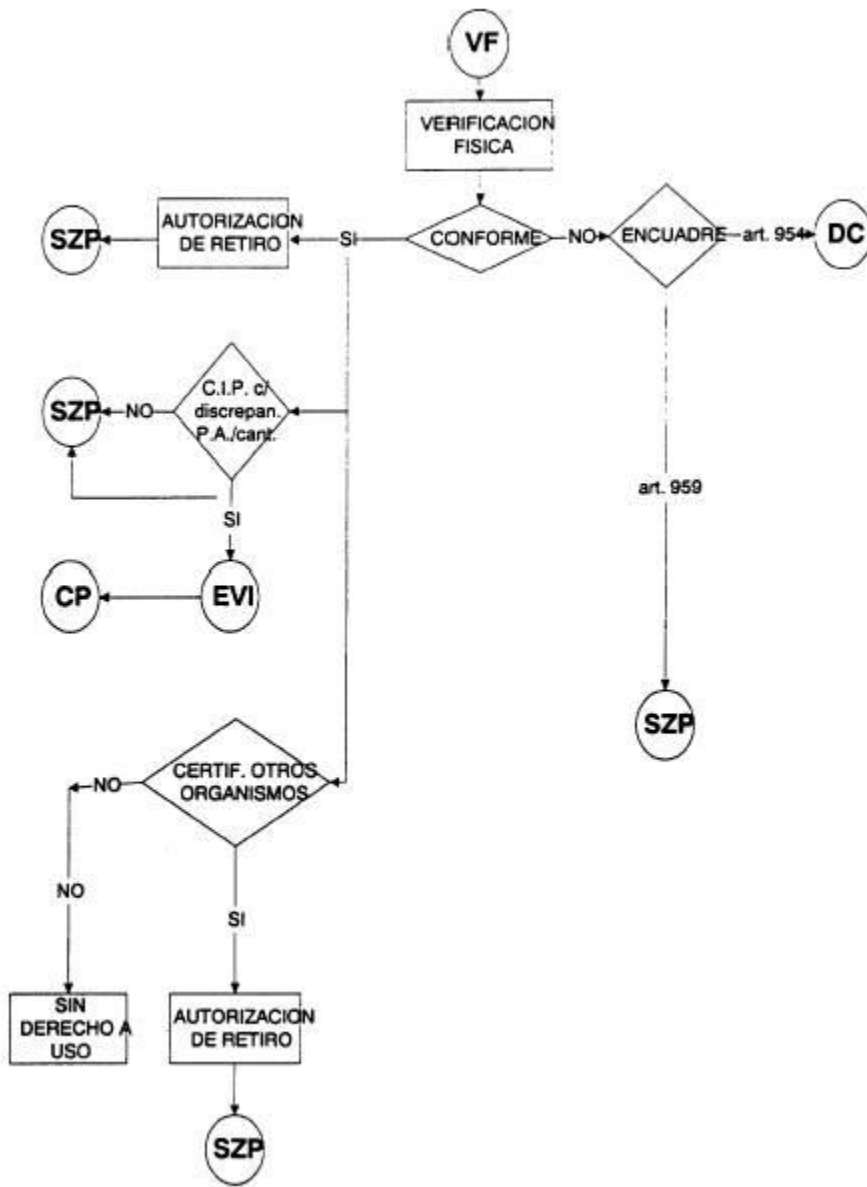 VF
VERIFICACION
FISICA
SZP
AUTORIZACION
DE RETIRO
SI
CONFORME
NO
ENCUADRE
art. 954
DC
SZP
NO
C.I.P. c/
discrepan.
P.A./cant.
art. 959
SI
CP
EVI
SZP
NO
CERTIF. OTROS
ORGANISMOS
NO
SI
SIN
DERECHO A
USO
AUTORIZACION
DE RETIRO
SZP